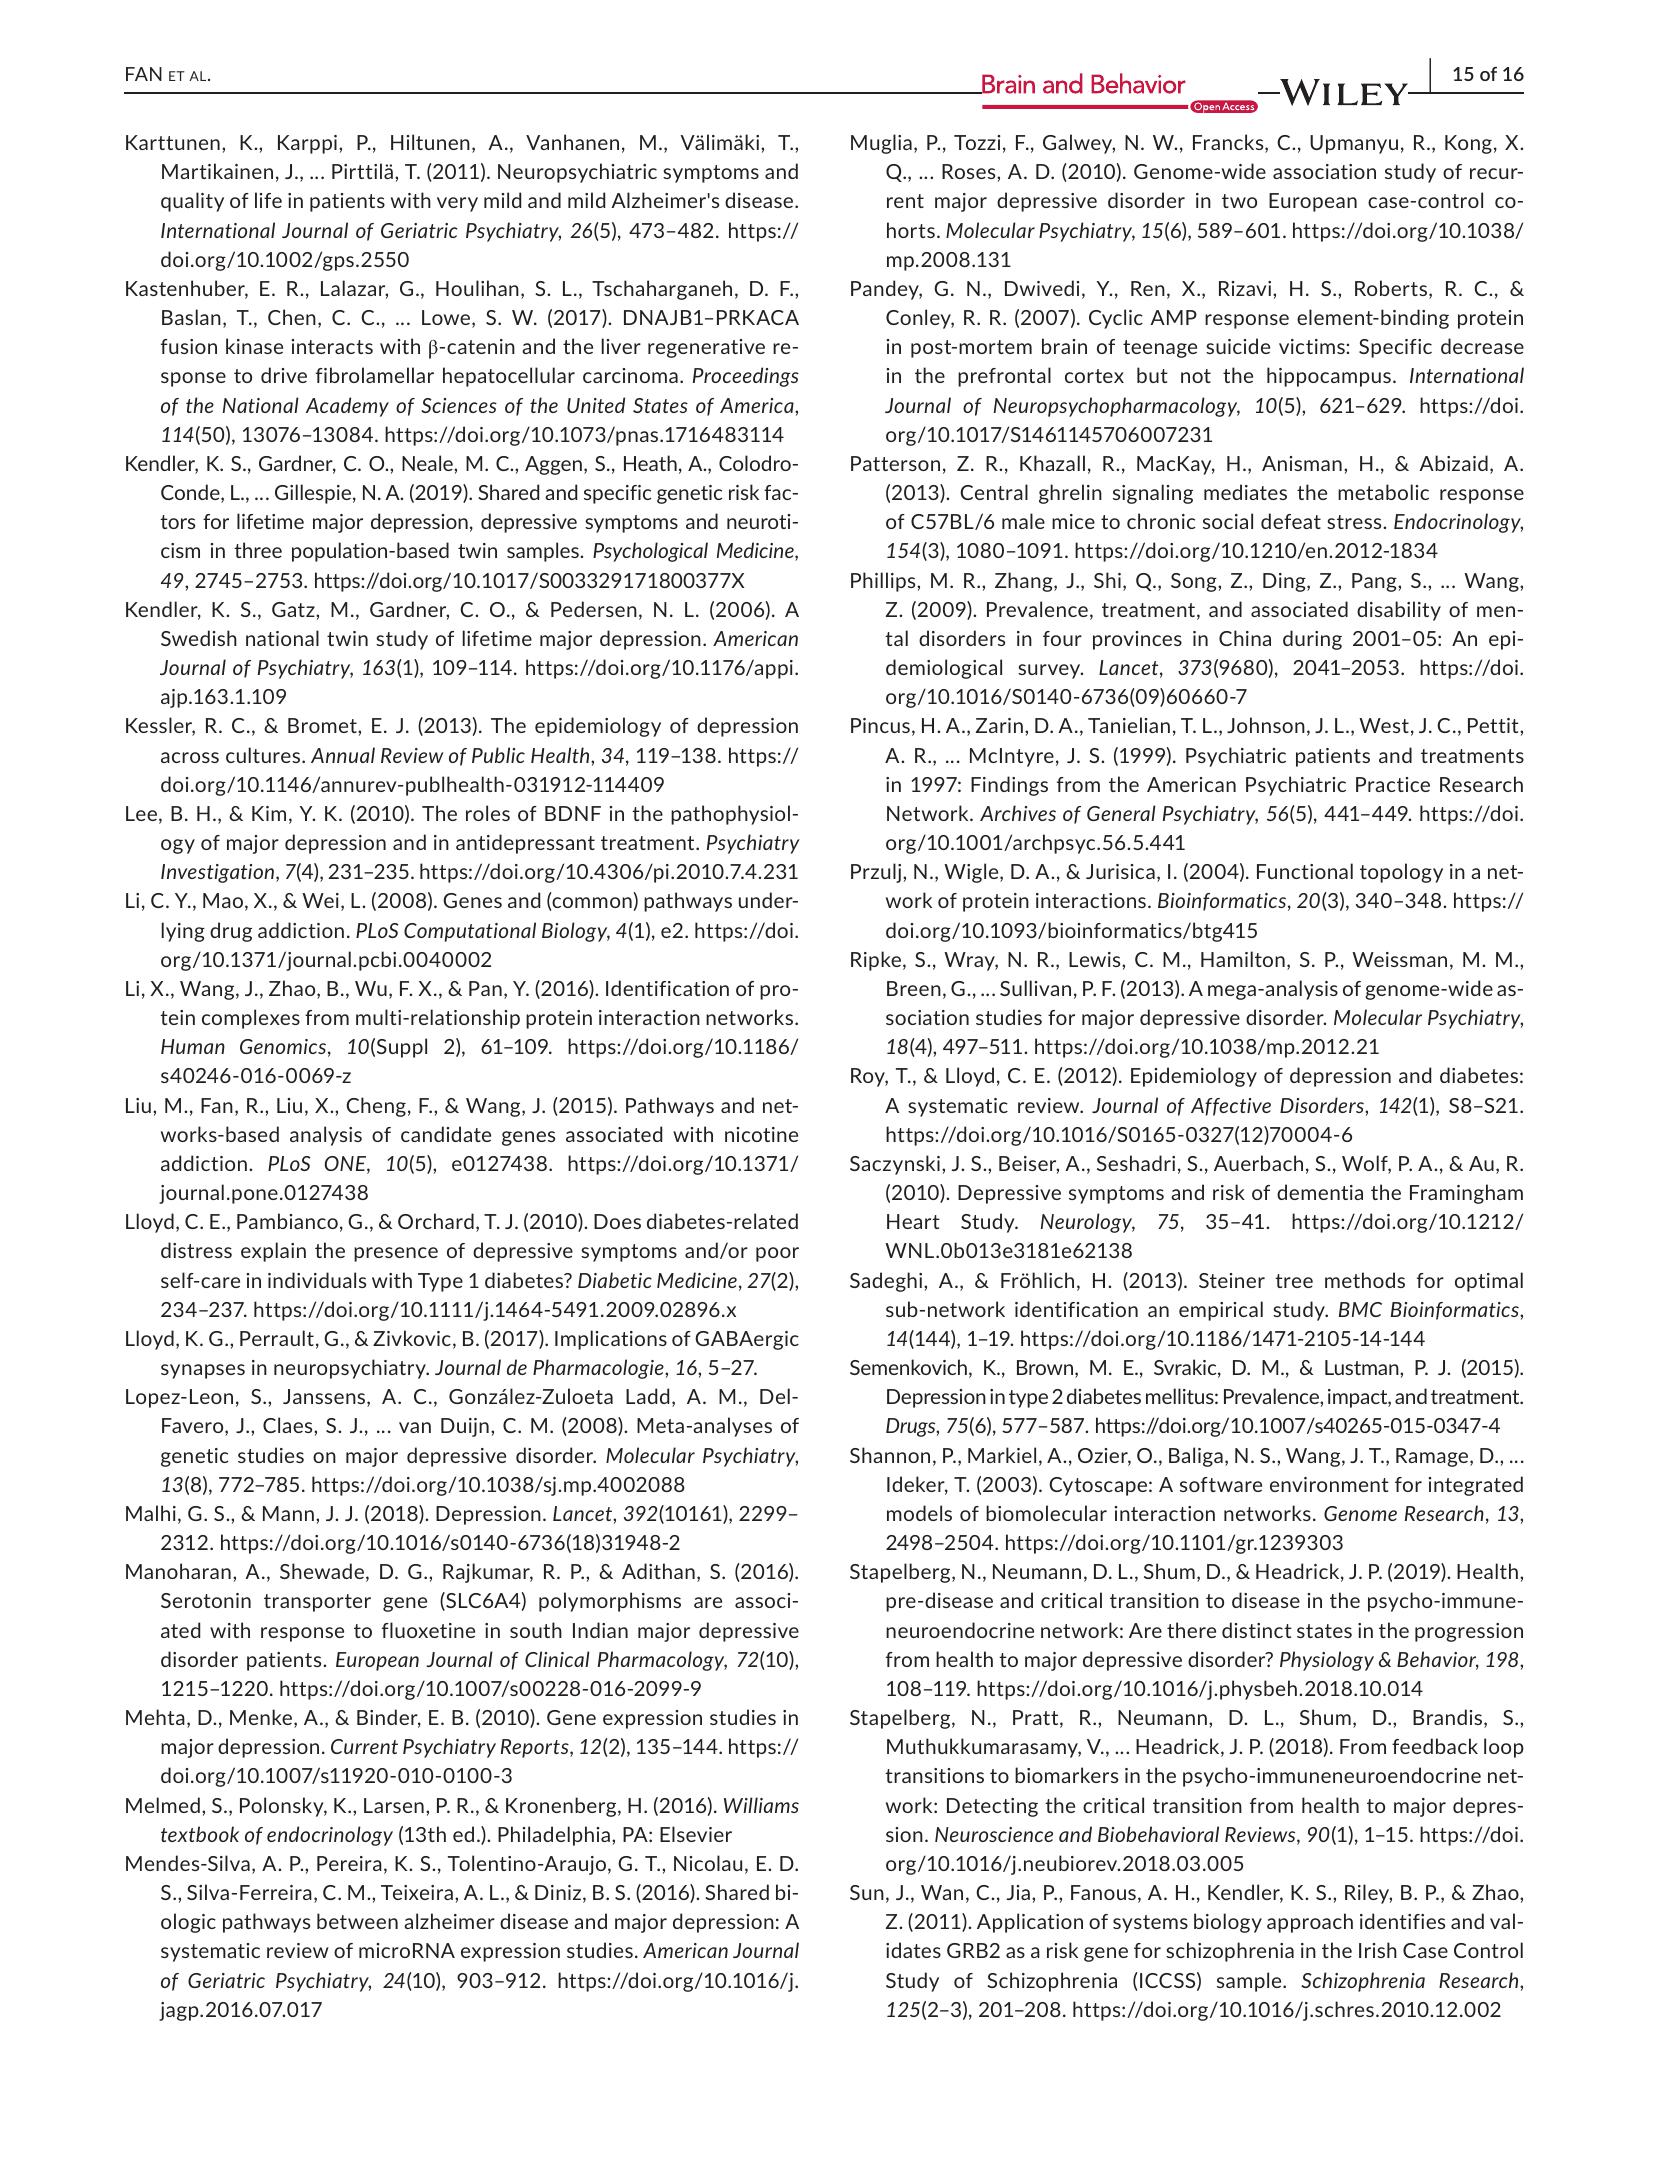 FAN ET AL.
Brain and Behavior
Open Access
WILEY
15 of 16
Karttunen, K., Karppi, P., Hiltunen, A., Vanhanen, M., Välimäki, T.,
Martikainen, J., ... Pirttilä, T. (2011). Neuropsychiatric symptoms and
quality of life in patients with very mild and mild Alzheimer's disease.
International Journal of Geriatric Psychiatry, 26(5), 473–482. https://
doi.org/10.1002/gps.2550
Kastenhuber, E. R., Lalazar, G., Houlihan, S. L., Tschaharganeh, D. F.,
Baslan, T., Chen, C. C., ... Lowe, S. W. (2017). DNAJB1–PRKACA
fusion kinase interacts with β-catenin and the liver regenerative re-
sponse to drive fibrolamellar hepatocellular carcinoma. Proceedings
of the National Academy of Sciences of the United States of America,
114(50), 13076–13084. https://doi.org/10.1073/pnas.1716483114
Kendler, K. S., Gardner, C. O., Neale, M. C., Aggen, S., Heath, A., Colodro-
Conde, L., ... Gillespie, N. A. (2019). Shared and specific genetic risk fac-
tors for lifetime major depression, depressive symptoms and neuroti-
cism in three population-based twin samples. Psychological Medicine,
49, 2745–2753. https://doi.org/10.1017/S003329171800377X
Kendler, K. S., Gatz, M., Gardner, C. O., & Pedersen, N. L. (2006). A
Swedish national twin study of lifetime major depression. American
Journal of Psychiatry, 163(1), 109–114. https://doi.org/10.1176/appi.
ajp.163.1.109
Kessler, R. C., & Bromet, E. J. (2013). The epidemiology of depression
across cultures. Annual Review of Public Health, 34, 119–138. https://
doi.org/10.1146/annurev-publhealth-031912-114409
Lee, B. H., & Kim, Y. K. (2010). The roles of BDNF in the pathophysiol-
ogy of major depression and in antidepressant treatment. Psychiatry
Investigation, 7(4), 231–235. https://doi.org/10.4306/pi.2010.7.4.231
Li, C. Y., Mao, X., & Wei, L. (2008). Genes and (common) pathways under-
lying drug addiction. PLoS Computational Biology, 4(1), e2. https://doi.
org/10.1371/journal.pcbi.0040002
Li, X., Wang, J., Zhao, B., Wu, F. X., & Pan, Y. (2016). Identification of pro-
tein complexes from multi-relationship protein interaction networks.
Human Genomics, 10(Suppl 2), 61–109. https://doi.org/10.1186/
s40246-016-0069-z
Liu, M., Fan, R., Liu, X., Cheng, F., & Wang, J. (2015). Pathways and net-
works-based analysis of candidate genes associated with nicotine
addiction. PLoS ONE, 10(5), e0127438. https://doi.org/10.1371/
journal.pone.0127438
Lloyd, C. E., Pambianco, G., & Orchard, T. J. (2010). Does diabetes-related
distress explain the presence of depressive symptoms and/or poor
self-care in individuals with Type 1 diabetes? Diabetic Medicine, 27(2),
234–237. https://doi.org/10.1111/j.1464-5491.2009.02896.x
Lloyd, K. G., Perrault, G., & Zivkovic, B. (2017). Implications of GABAergic
synapses in neuropsychiatry. Journal de Pharmacologie, 16, 5–27.
Lopez-Leon, S., Janssens, A. C., González-Zuloeta Ladd, A. M., Del-
Favero, J., Claes, S. J., ... van Duijn, C. M. (2008). Meta-analyses of
genetic studies on major depressive disorder. Molecular Psychiatry,
13(8), 772–785. https://doi.org/10.1038/sj.mp.4002088
Malhi, G. S., & Mann, J. J. (2018). Depression. Lancet, 392(10161), 2299–
2312. https://doi.org/10.1016/s0140-6736(18)31948-2
Manoharan, A., Shewade, D. G., Rajkumar, R. P., & Adithan, S. (2016).
Serotonin transporter gene (SLC6A4) polymorphisms are associ-
ated with response to fluoxetine in south Indian major depressive
disorder patients. European Journal of Clinical Pharmacology, 72(10),
1215–1220. https://doi.org/10.1007/s00228-016-2099-9
Mehta, D., Menke, A., & Binder, E. B. (2010). Gene expression studies in
major depression. Current Psychiatry Reports, 12(2), 135–144. https://
doi.org/10.1007/s11920-010-0100-3
Melmed, S., Polonsky, K., Larsen, P. R., & Kronenberg, H. (2016). Williams
textbook of endocrinology (13th ed.). Philadelphia, PA: Elsevier
Mendes-Silva, A. P., Pereira, K. S., Tolentino-Araujo, G. T., Nicolau, E. D.
S., Silva-Ferreira, C. M., Teixeira, A. L., & Diniz, B. S. (2016). Shared bi-
ologic pathways between alzheimer disease and major depression: A
systematic review of microRNA expression studies. American Journal
of Geriatric Psychiatry, 24(10), 903–912. https://doi.org/10.1016/j.
jagp.2016.07.017
Muglia, P., Tozzi, F., Galwey, N. W., Francks, C., Upmanyu, R., Kong, X.
Q., ... Roses, A. D. (2010). Genome-wide association study of recur-
rent major depressive disorder in two European case-control co-
horts. Molecular Psychiatry, 15(6), 589–601. https://doi.org/10.1038/
mp.2008.131
Pandey, G. N., Dwivedi, Y., Ren, X., Rizavi, H. S., Roberts, R. C., &
Conley, R. R. (2007). Cyclic AMP response element-binding protein
in post-mortem brain of teenage suicide victims: Specific decrease
in the prefrontal cortex but not the hippocampus. International
Journal of Neuropsychopharmacology, 10(5), 621–629. https://doi.
org/10.1017/S1461145706007231
Patterson, Z. R., Khazall, R., MacKay, H., Anisman, H., & Abizaid, A.
(2013). Central ghrelin signaling mediates the metabolic response
of C57BL/6 male mice to chronic social defeat stress. Endocrinology,
154(3), 1080–1091. https://doi.org/10.1210/en.2012-1834
Phillips, M. R., Zhang, J., Shi, Q., Song, Z., Ding, Z., Pang, S., ... Wang,
Z. (2009). Prevalence, treatment, and associated disability of men-
tal disorders in four provinces in China during 2001–05: An epi-
demiological survey. Lancet, 373(9680), 2041–2053. https://doi.
org/10.1016/S0140-6736(09)60660-7
Pincus, H. A., Zarin, D. A., Tanielian, T. L., Johnson, J. L., West, J. C., Pettit,
A. R., ... McIntyre, J. S. (1999). Psychiatric patients and treatments
in 1997: Findings from the American Psychiatric Practice Research
Network. Archives of General Psychiatry, 56(5), 441–449. https://doi.
org/10.1001/archpsyc.56.5.441
Przulj, N., Wigle, D. A., & Jurisica, I. (2004). Functional topology in a net-
work of protein interactions. Bioinformatics, 20(3), 340–348. https://
doi.org/10.1093/bioinformatics/btg415
Ripke, S., Wray, N. R., Lewis, C. M., Hamilton, S. P., Weissman, M. M.,
Breen, G., ... Sullivan, P. F. (2013). A mega-analysis of genome-wide as-
sociation studies for major depressive disorder. Molecular Psychiatry,
18(4), 497–511. https://doi.org/10.1038/mp.2012.21
Roy, T., & Lloyd, C. E. (2012). Epidemiology of depression and diabetes:
A systematic review. Journal of Affective Disorders, 142(1), S8–S21.
https://doi.org/10.1016/S0165-0327(12)70004-6
Saczynski, J. S., Beiser, A., Seshadri, S., Auerbach, S., Wolf, P. A., & Au, R.
(2010). Depressive symptoms and risk of dementia the Framingham
Heart Study. Neurology, 75, 35–41. https://doi.org/10.1212/
WNL.0b013e3181e62138
Sadeghi, A., & Fröhlich, H. (2013). Steiner tree methods for optimal
sub-network identification an empirical study. BMC Bioinformatics,
14(144), 1–19. https://doi.org/10.1186/1471-2105-14-144
Semenkovich, K., Brown, M. E., Svrakic, D. M., & Lustman, P. J. (2015).
Depression in type 2 diabetes mellitus: Prevalence, impact, and treatment.
Drugs, 75(6), 577–587. https://doi.org/10.1007/s40265-015-0347-4
Shannon, P., Markiel, A., Ozier, O., Baliga, N. S., Wang, J. T., Ramage, D., ...
Ideker, T. (2003). Cytoscape: A software environment for integrated
models of biomolecular interaction networks. Genome Research, 13,
2498–2504. https://doi.org/10.1101/gr.1239303
Stapelberg, N., Neumann, D. L., Shum, D., & Headrick, J. P. (2019). Health,
pre-disease and critical transition to disease in the psycho-immune-
neuroendocrine network: Are there distinct states in the progression
from health to major depressive disorder? Physiology & Behavior, 198,
108–119. https://doi.org/10.1016/j.physbeh.2018.10.014
Stapelberg, N., Pratt, R., Neumann, D. L., Shum, D., Brandis, S.,
Muthukkumarasamy, V., ... Headrick, J. P. (2018). From feedback loop
transitions to biomarkers in the psycho-immuneneuroendocrine net-
work: Detecting the critical transition from health to major depres-
sion. Neuroscience and Biobehavioral Reviews, 90(1), 1–15. https://doi.
org/10.1016/j.neubiorev.2018.03.005
Sun, J., Wan, C., Jia, P., Fanous, A. H., Kendler, K. S., Riley, B. P., & Zhao,
Z. (2011). Application of systems biology approach identifies and val-
idates GRB2 as a risk gene for schizophrenia in the Irish Case Control
Study of Schizophrenia (ICCSS) sample. Schizophrenia Research,
125(2–3), 201–208. https://doi.org/10.1016/j.schres.2010.12.002